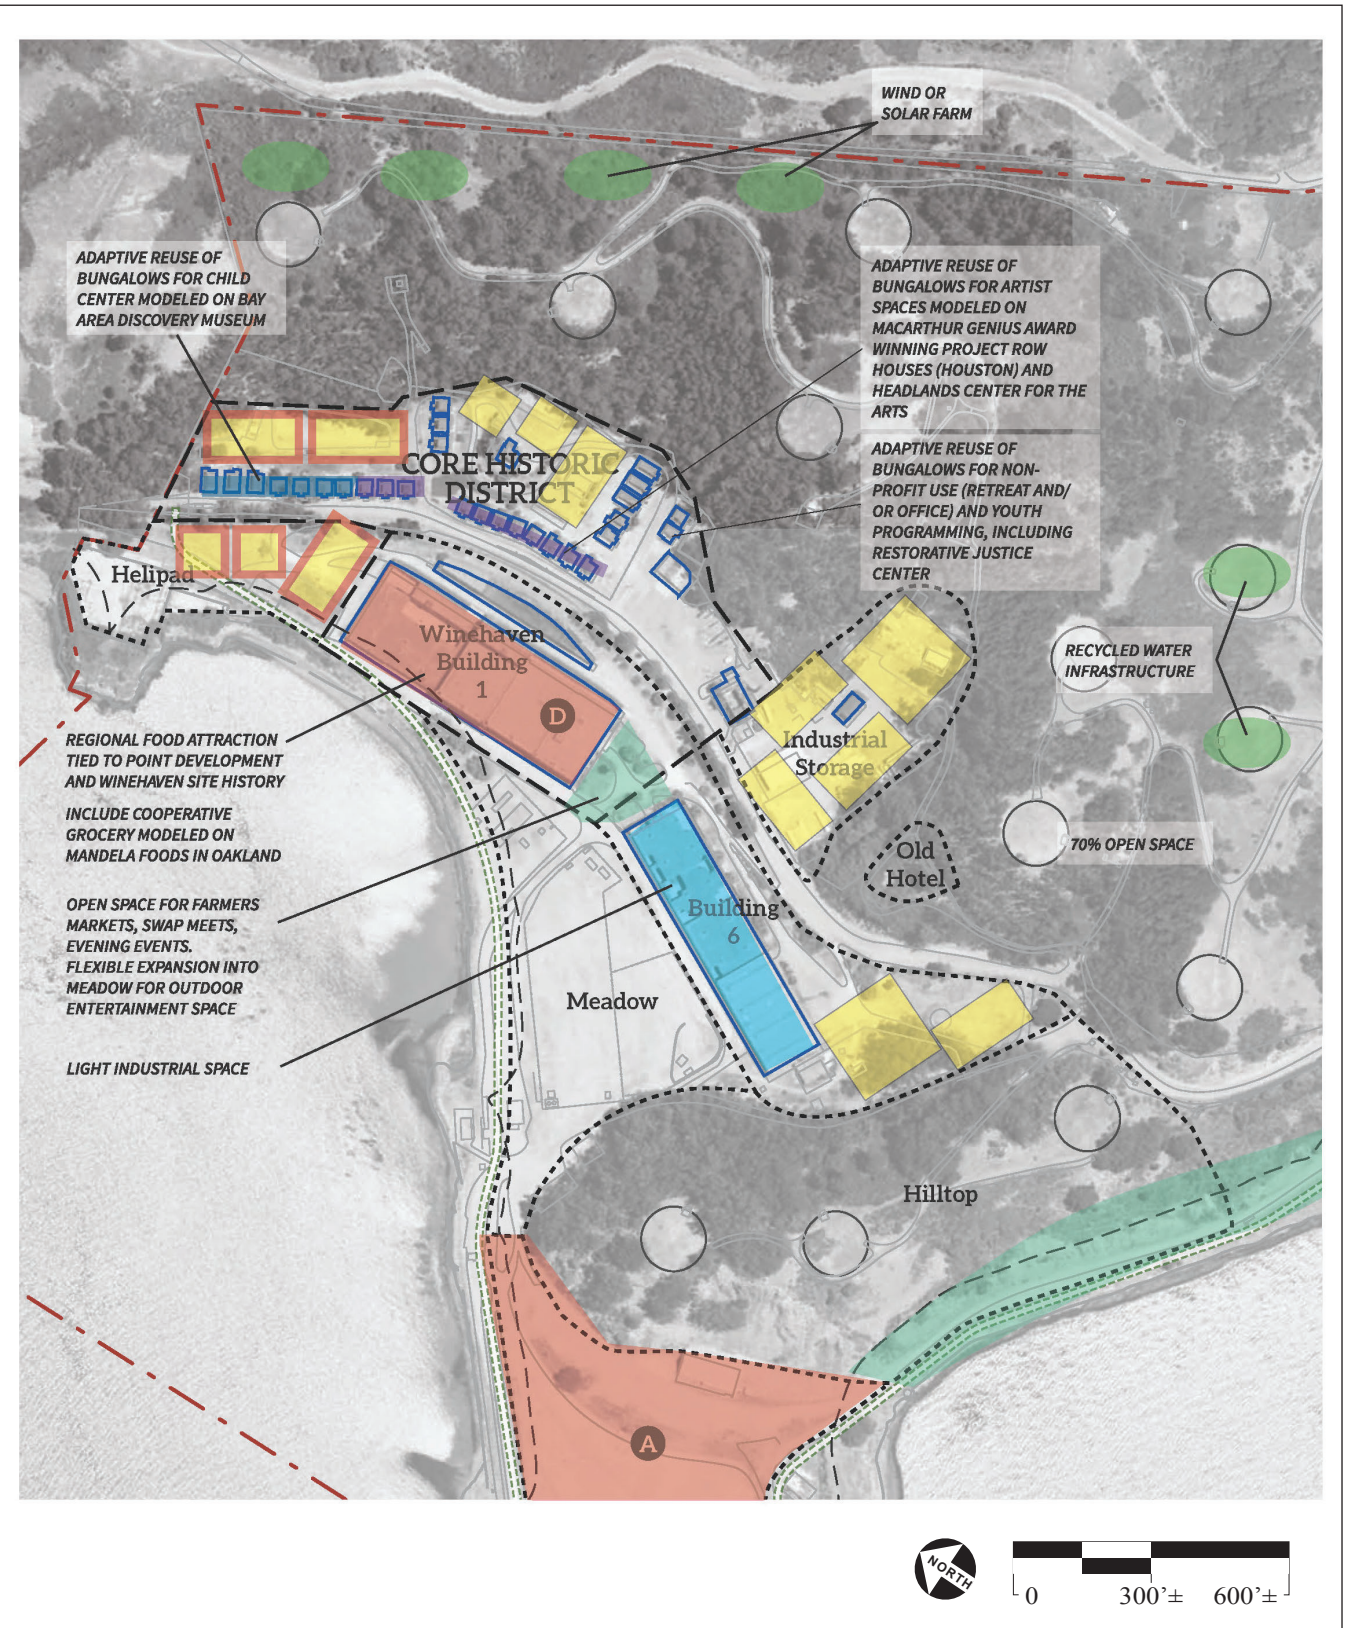 WIND OR
SOLAR FARM
ADAPTIVE REUSE OF
BUNGALOWS FOR CHILD
CENTER MODELED ON BAY
AREA DISCOVERY MUSEUM
ADAPTIVE REUSE OF
BUNGALOWS FOR ARTIST
SPACES MODELED ON
MACARTHUR GENIUS AWARD
WINNING PROJECT ROW
HOUSES (HOUSTON) AND
HEADLANDS CENTER FOR THE
ARTS
ADAPTIVE REUSE OF
BUNGALOWS FOR NON-
PROFIT USE (RETREAT AND/
OR OFFICE) AND YOUTH
PROGRAMMING, INCLUDING
RESTORATIVE JUSTICE
CENTER
CORE HISTORIC
DISTRICT
Helipad
Winehaven
Building
1
D
RECYCLED WATER
INFRASTRUCTURE
Industrial
Storage
REGIONAL FOOD ATTRACTION
TIED TO POINT DEVELOPMENT
AND WINEHAVEN SITE HISTORY
INCLUDE COOPERATIVE
GROCERY MODELED ON
MANDELA FOODS IN OAKLAND
70% OPEN SPACE
Old
Hotel
OPEN SPACE FOR FARMERS
MARKETS, SWAP MEETS,
EVENING EVENTS.
FLEXIBLE EXPANSION INTO
MEADOW FOR OUTDOOR
ENTERTAINMENT SPACE
Building
6
Meadow
LIGHT INDUSTRIAL SPACE
Hilltop
A
NORTH
0 300'± 600'±